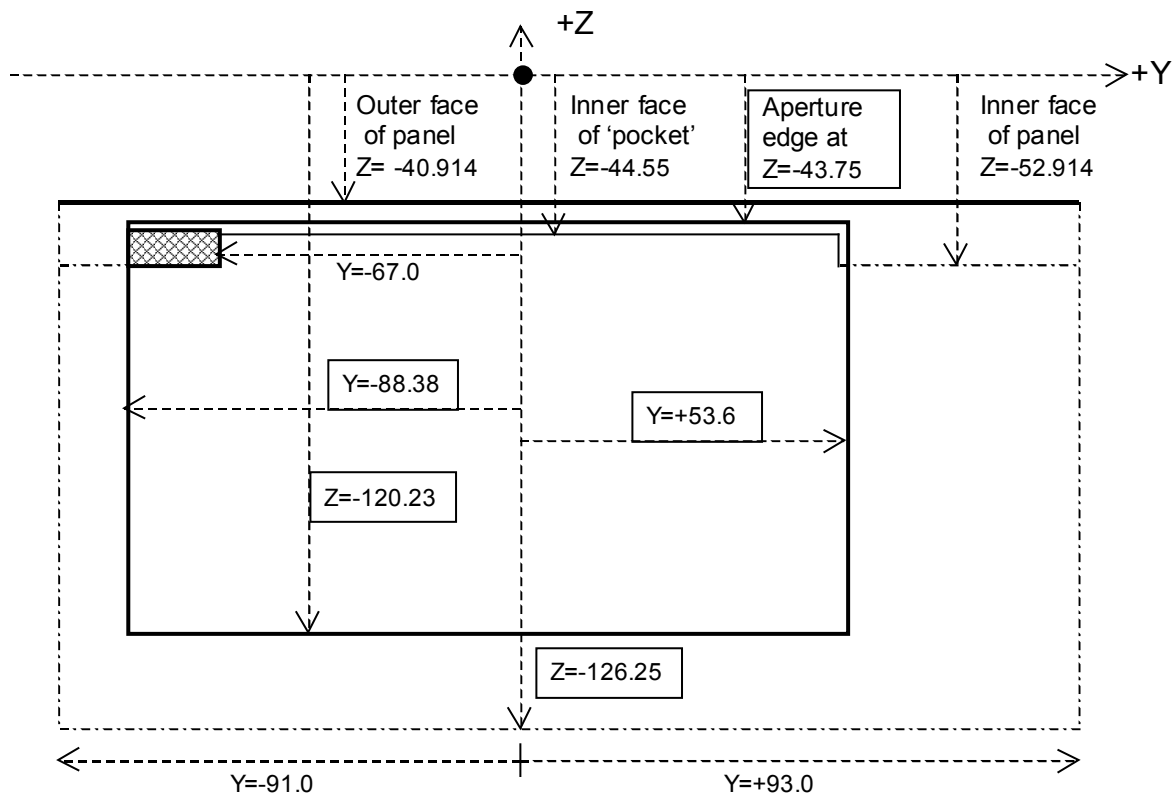 +Z
+Y
Outer face
of panel
Z= -40.914
Inner face
of ‘pocket’
Z=-44.55
Aperture
edge at
Z=-43.75
Inner face
of panel
Z=-52.914
Y=-67.0
Y=-88.38
Y=+53.6
Z=-120.23
Z=-126.25
Y=-91.0
Y=+93.0